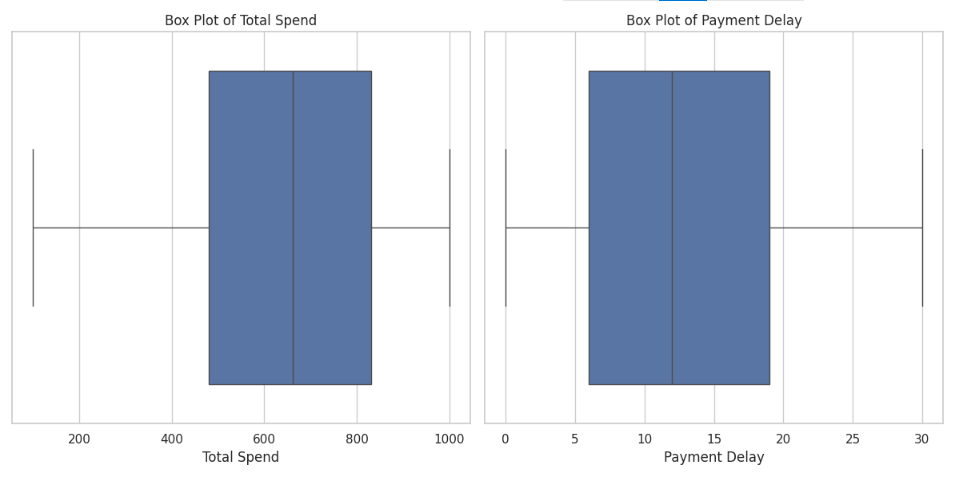 Box Plot of Total Spend
200 400 600 800 1000
Total Spend
Box Plot of Payment Delay
0 5 10 15 20 25 30
Payment Delay